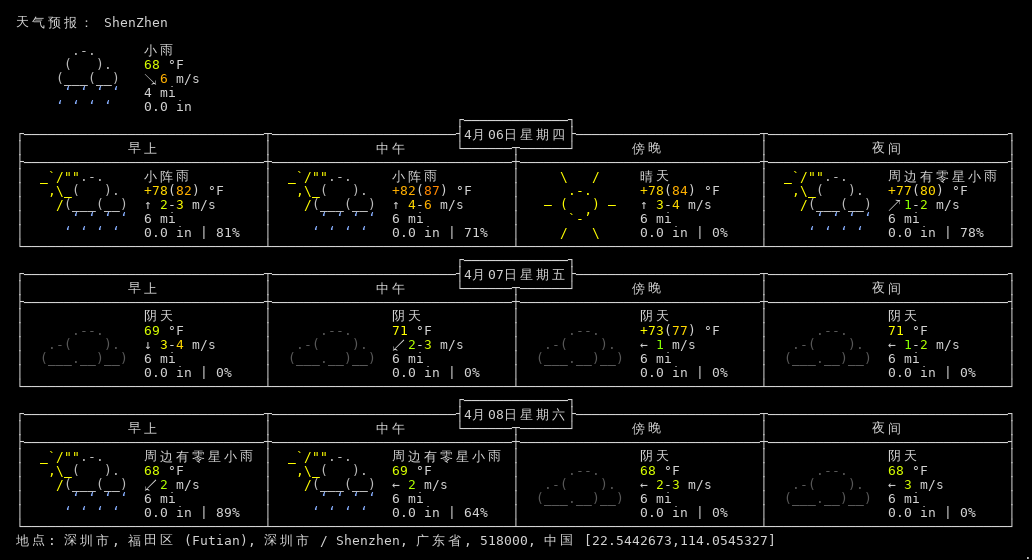 天气预报： ShenZhen
小雨
68 °F
↘6 m/s
4 mi
0.0 in
4月06日星期四
早上 中午 傍晚 夜间
小阵雨 小阵雨 晴天 周边有零星小雨
+78(82) °F +82(87) °F +78(84) °F +77(80) °F
↑ 2-3 m/s ↑ 4-6 m/s ↑ 3-4 m/s ↗1-2 m/s
6 mi 6 mi 6 mi 6 mi
0.0 in | 81% 0.0 in | 71% 0.0 in | 0% 0.0 in | 78%
4月07日星期五
早上 中午 傍晚 夜间
阴天 阴天 阴天 阴天
69 °F 71 °F +73(77) °F 71 °F
↓ 3-4 m/s ↙2-3 m/s ← 1 m/s ← 1-2 m/s
6 mi 6 mi 6 mi 6 mi
0.0 in | 0% 0.0 in | 0% 0.0 in | 0% 0.0 in | 0%
4月08日星期六
早上 中午 傍晚 夜间
周边有零星小雨 周边有零星小雨 阴天 阴天
68 °F 69 °F 68 °F 68 °F
↙2 m/s ← 2 m/s ← 2-3 m/s ← 3 m/s
6 mi 6 mi 6 mi 6 mi
0.0 in | 89% 0.0 in | 64% 0.0 in | 0% 0.0 in | 0%
地点: 深圳市, 福田区 (Futian), 深圳市 / Shenzhen, 广东省, 518000, 中国 [22.5442673,114.0545327]